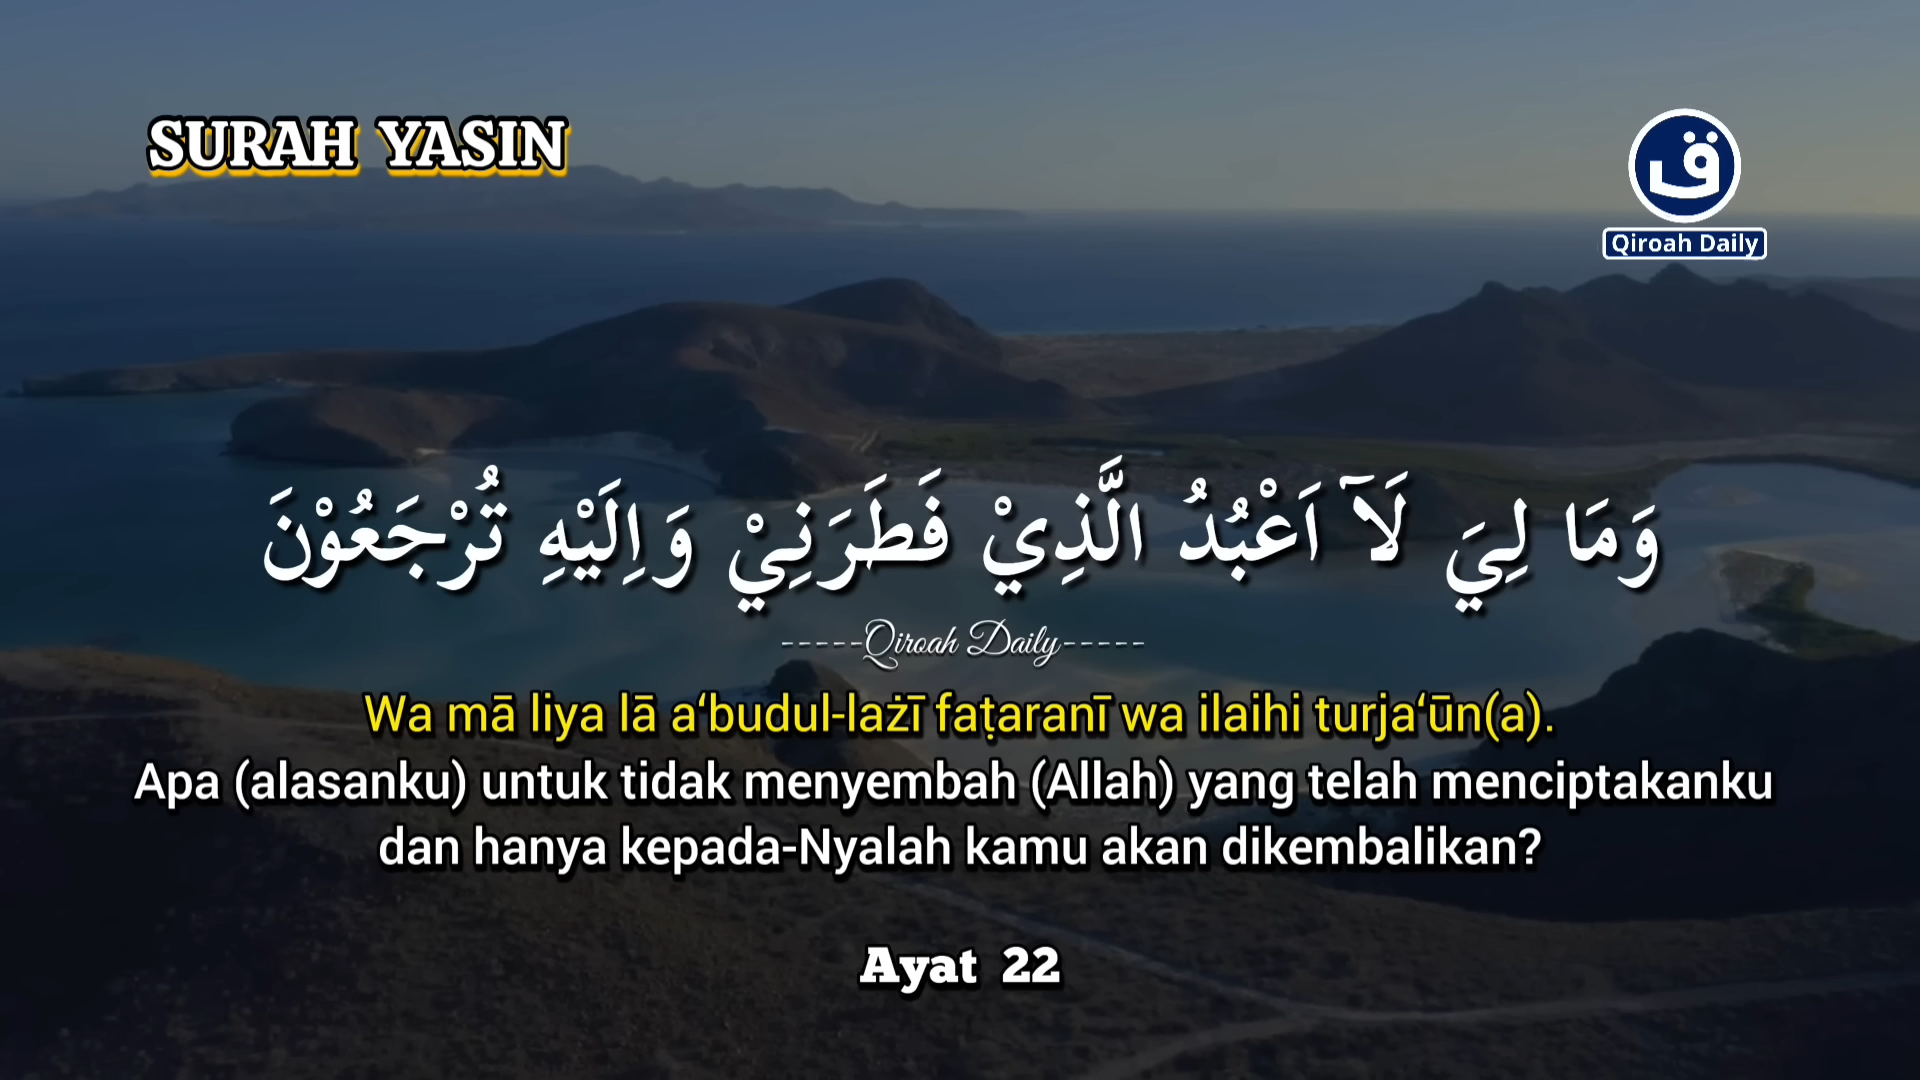 SURAH YASIN
ق
Qiroah Daily
وَمَا لِيَ لَآ اَعْبُدُ الَّذِيْ فَطَرَنِيْ وَاِلَيْهِ تُرْجَعُوْنَ
-----Qiroah Daily-----
Wa mā liya lā a‘budul-lażī faṭaranī wa ilaihi turja‘ūn(a).
Apa (alasanku) untuk tidak menyembah (Allah) yang telah menciptakanku
dan hanya kepada-Nyalah kamu akan dikembalikan?
Ayat 22